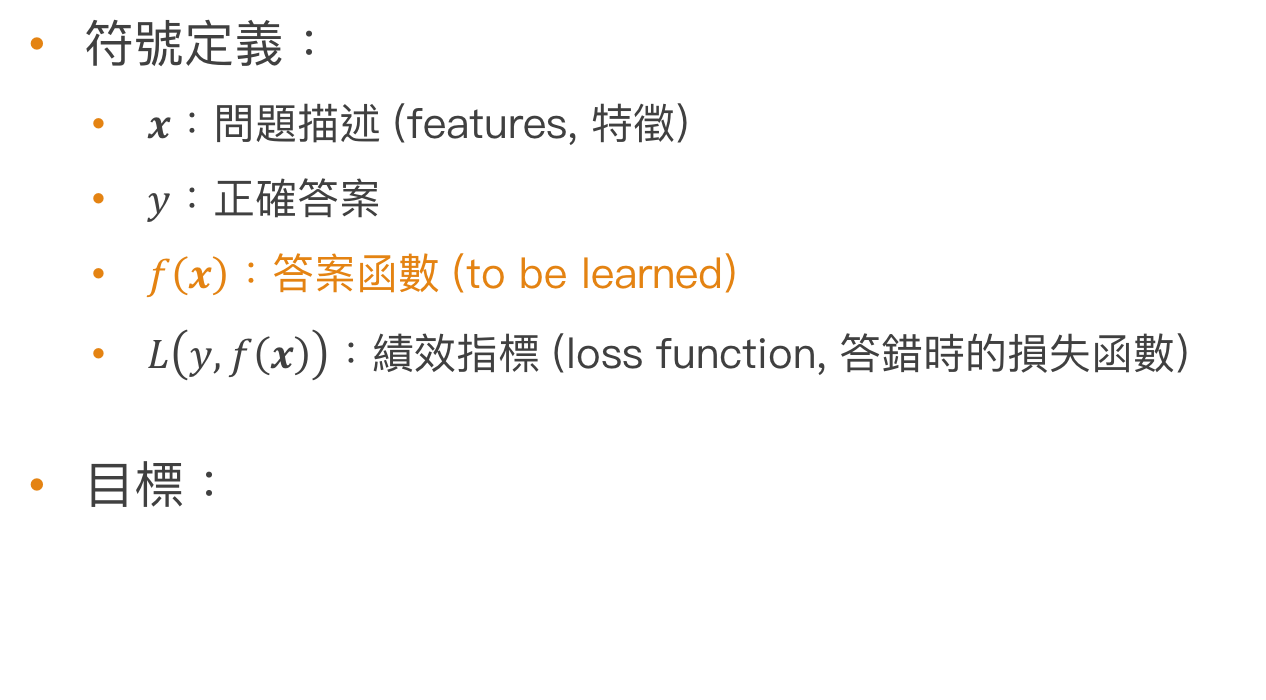 • 符號定義：
• x：問題描述 (features, 特徵)
• y：正確答案
• f(x)：答案函數 (to be learned)
• L(y, f(x))：績效指標 (loss function, 答錯時的損失函數)
• 目標：